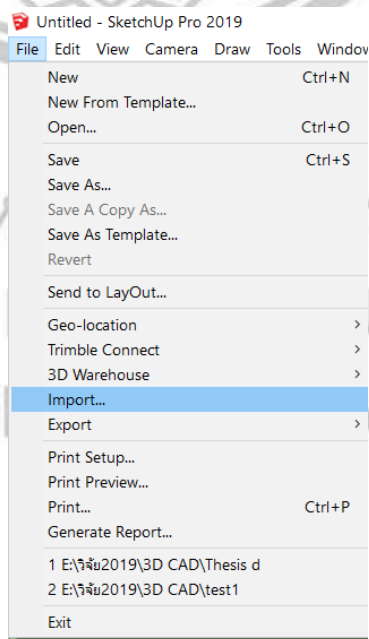 Untitled - SketchUp Pro 2019
File Edit View Camera Draw Tools Window
New Ctrl+N
New From Template...
Open... Ctrl+O
Save Ctrl+S
Save As...
Save A Copy As...
Save As Template...
Revert
Send to LayOut...
Geo-location
Trimble Connect
3D Warehouse
Import...
Export
Print Setup...
Print Preview...
Print... Ctrl+P
Generate Report...
1 E:\วิจัย2019\3D CAD\Thesis d
2 E:\วิจัย2019\3D CAD\test1
Exit